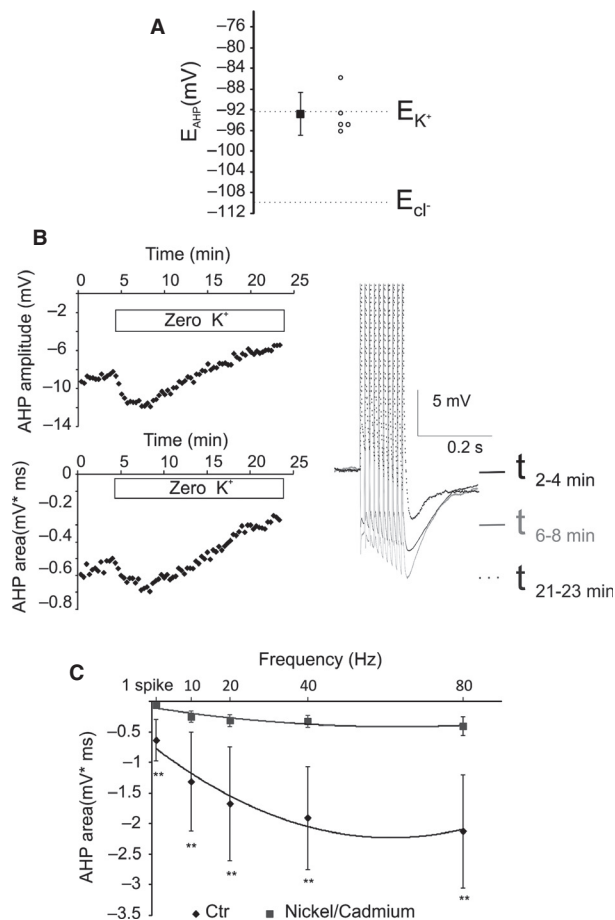 A
E_AHP(mV)
−76
−80
−84
−88
−92
−96
−100
−104
−108
−112
E_K+
E_cl-
B
Time (min)
0 5 10 15 20 25
AHP amplitude (mV)
−2
−6
−10
−14
Zero K+
Time (min)
0 5 10 15 20 25
AHP area(mV* ms)
0
−0.2
−0.4
−0.6
−0.8
Zero K+
5 mV
0.2 s
t 2-4 min
t 6-8 min
t 21-23 min
C
Frequency (Hz)
1 spike 10 20 40 80
AHP area(mV* ms)
−0.5
−1
−1.5
−2
−2.5
−3
−3.5
**
**
**
**
**
Ctr Nickel/Cadmium